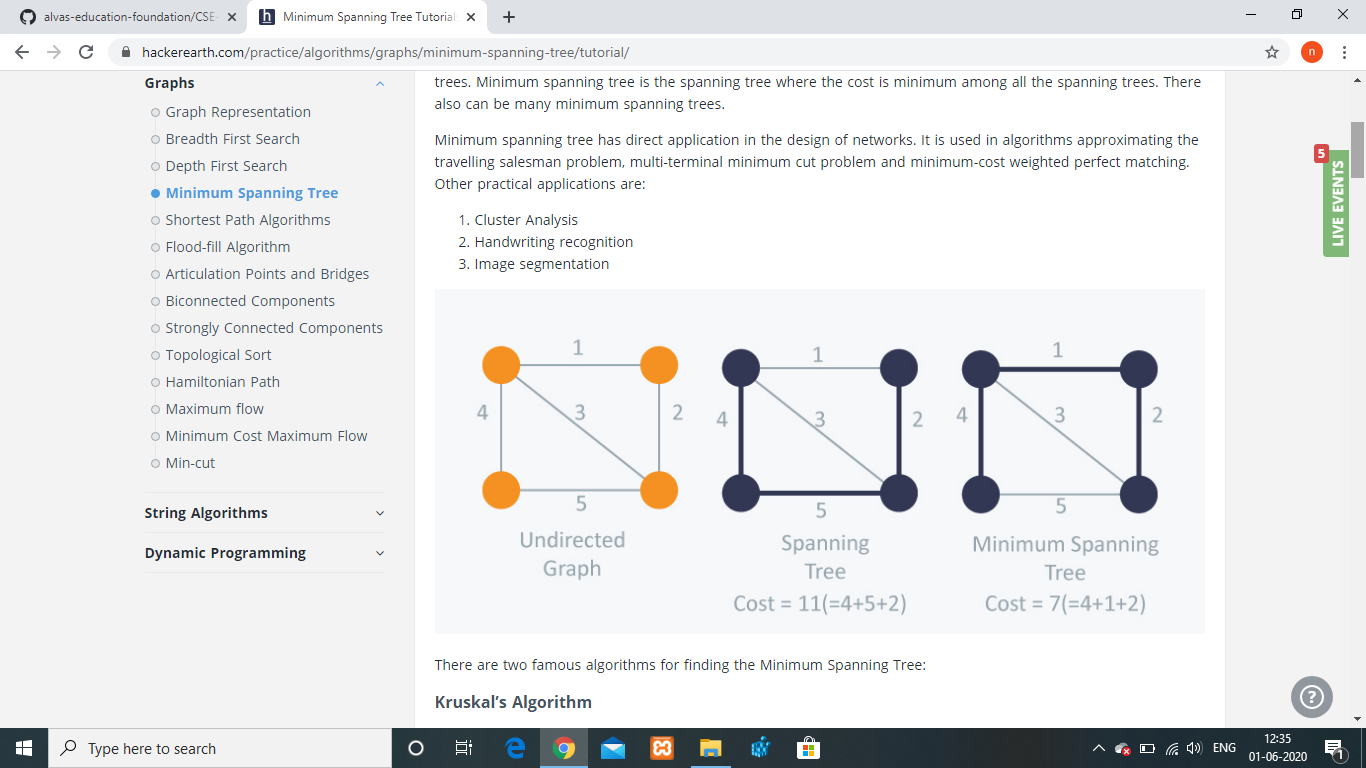 alvas-education-foundation/CSE-
Minimum Spanning Tree Tutorial
hackerearth.com/practice/algorithms/graphs/minimum-spanning-tree/tutorial/
n
Graphs
Graph Representation
Breadth First Search
Depth First Search
Minimum Spanning Tree
Shortest Path Algorithms
Flood-fill Algorithm
Articulation Points and Bridges
Biconnected Components
Strongly Connected Components
Topological Sort
Hamiltonian Path
Maximum flow
Minimum Cost Maximum Flow
Min-cut
String Algorithms
Dynamic Programming
trees. Minimum spanning tree is the spanning tree where the cost is minimum among all the spanning trees. There
also can be many minimum spanning trees.
Minimum spanning tree has direct application in the design of networks. It is used in algorithms approximating the
travelling salesman problem, multi-terminal minimum cut problem and minimum-cost weighted perfect matching.
Other practical applications are:
1. Cluster Analysis
2. Handwriting recognition
3. Image segmentation
1
4
3
2
5
Undirected
Graph
1
4
3
2
5
Spanning
Tree
Cost = 11(=4+5+2)
1
4
3
2
5
Minimum Spanning
Tree
Cost = 7(=4+1+2)
There are two famous algorithms for finding the Minimum Spanning Tree:
Kruskal’s Algorithm
5
LIVE EVENTS
?
Type here to search
ENG
12:35
01-06-2020
1